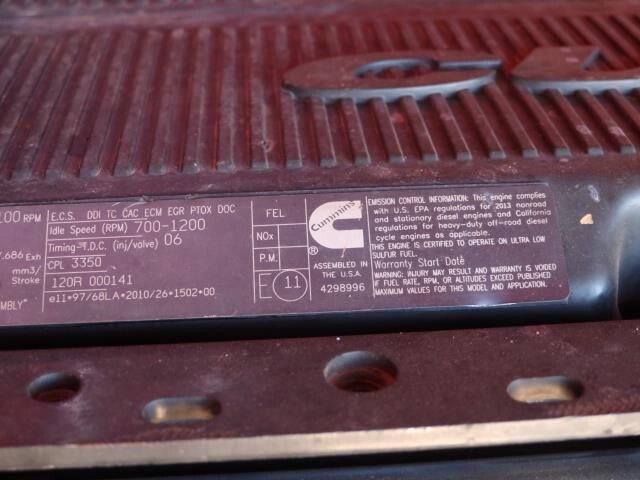 CU
100 RPM
7.686 Exh
mm3/
Stroke
MBLY"
E.C.S. DDI TC CAC ECM EGR PTOX DOC
Idle Speed (RPM) 700-1200
Timing-T.D.C. (inj/valve) 06
CPL 3350
120R 000141
e11*97/68LA*2010/26*1502*00
FEL
NOx
P.M.
E 11
Cummins
®
ASSEMBLED IN
THE U.S.A.
4298996
EMISSION CONTROL INFORMATION: This engine complies
with U.S. EPA regulations for 2013 nonroad
and stationary diesel engines and California
regulations for heavy-duty off-road diesel
cycle engines as applicable.
THIS ENGINE IS CERTIFIED TO OPERATE ON ULTRA LOW
SULFUR FUEL.
Warranty Start Date
WARNING: INJURY MAY RESULT AND WARRANTY IS VOIDED
IF FUEL RATE, RPM, OR ALTITUDES EXCEED PUBLISHED
MAXIMUM VALUES FOR THIS MODEL AND APPLICATION.